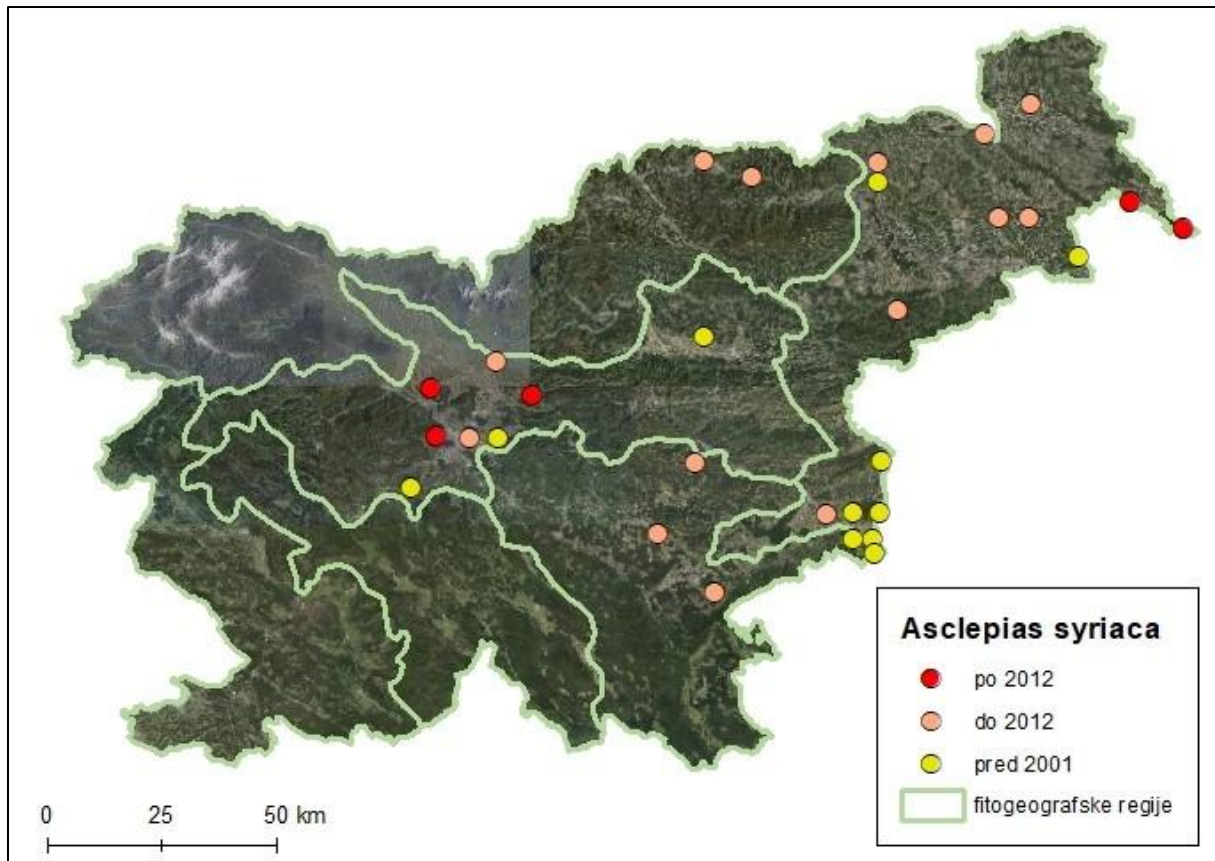 Asclepias syriaca
po 2012
do 2012
pred 2001
fitogeografske regije
0 25 50 km